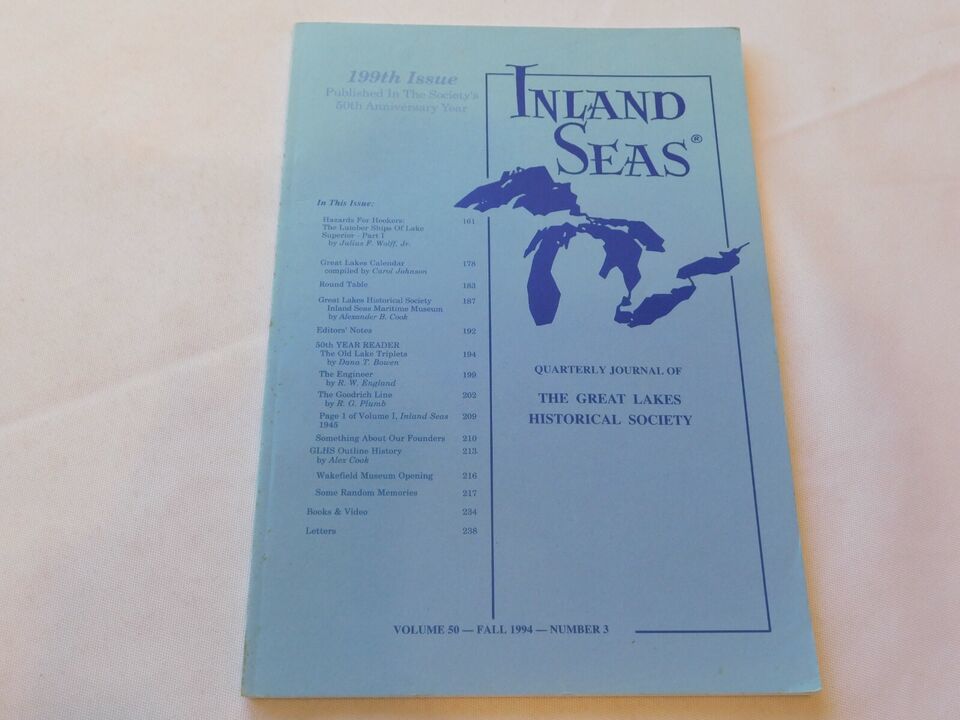 199th Issue
Published In The Society's
50th Anniversary Year
INLAND
SEAS®
In This Issue:
Hazards For Hookers: 161
The Lumber Ships Of Lake
Superior - Part I
by Julius F. Wolff, Jr.
Great Lakes Calendar 178
compiled by Carol Johnson
Round Table 183
Great Lakes Historical Society 187
Inland Seas Maritime Museum
by Alexander B. Cook
Editors' Notes 192
50th YEAR READER
The Old Lake Triplets 194
by Dana T. Bowen
The Engineer 199
by R. W. England
The Goodrich Line 202
by R. G. Plumb
Page 1 of Volume I, Inland Seas 209
1945
Something About Our Founders 210
GLHS Outline History 213
by Alex Cook
Wakefield Museum Opening 216
Some Random Memories 217
Books & Video 234
Letters 238
QUARTERLY JOURNAL OF
THE GREAT LAKES
HISTORICAL SOCIETY
VOLUME 50 — FALL 1994 — NUMBER 3